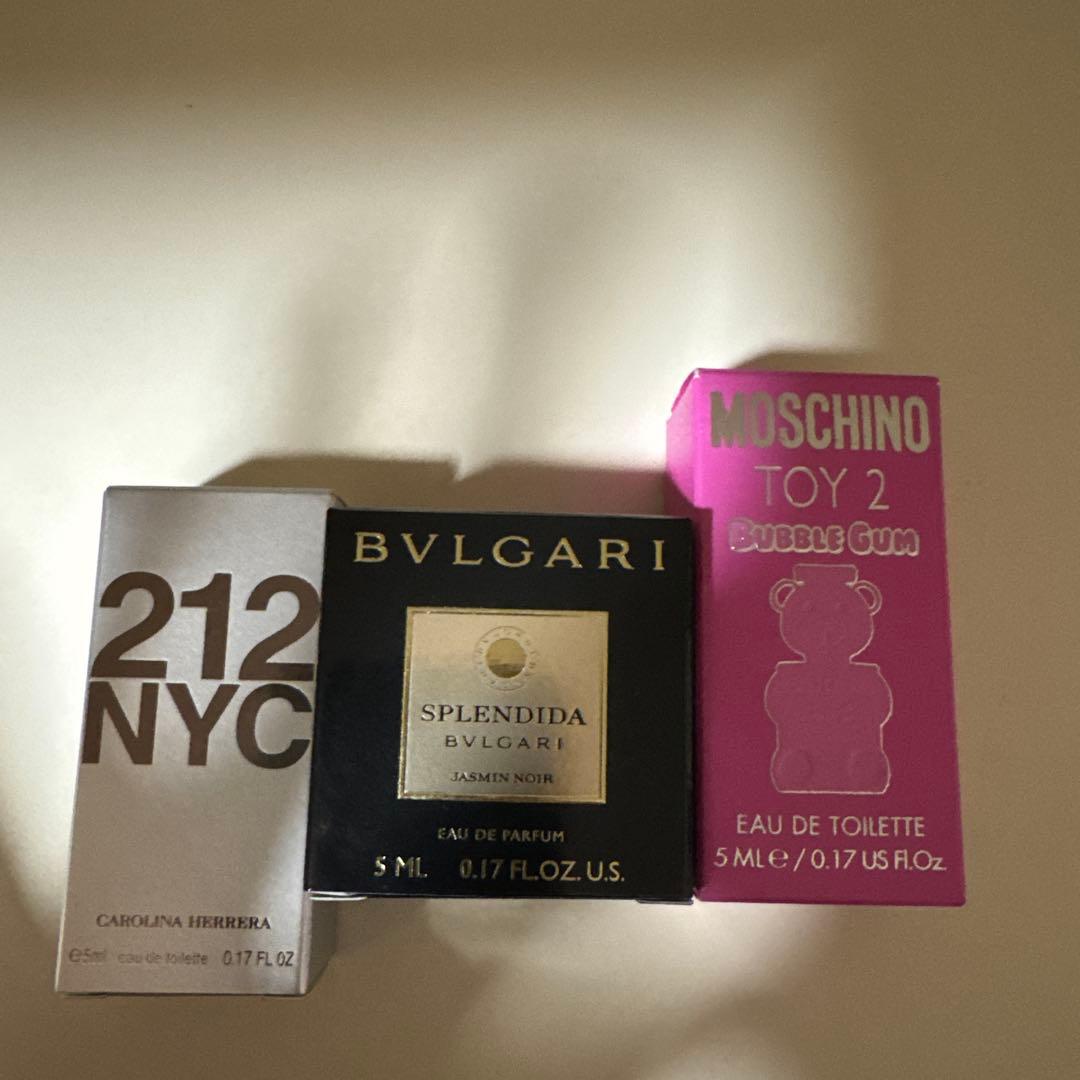 212
NYC
CAROLINA HERRERA
℮5ml eau de toilette 0.17 FL OZ
BVLGARI
SPLENDIDA
BVLGARI
JASMIN NOIR
EAU DE PARFUM
5 ML 0.17 FL.OZ. U.S.
MOSCHINO
TOY 2
BUBBLE GUM
EAU DE TOILETTE
5 ML ℮ / 0.17 US Fl.Oz.